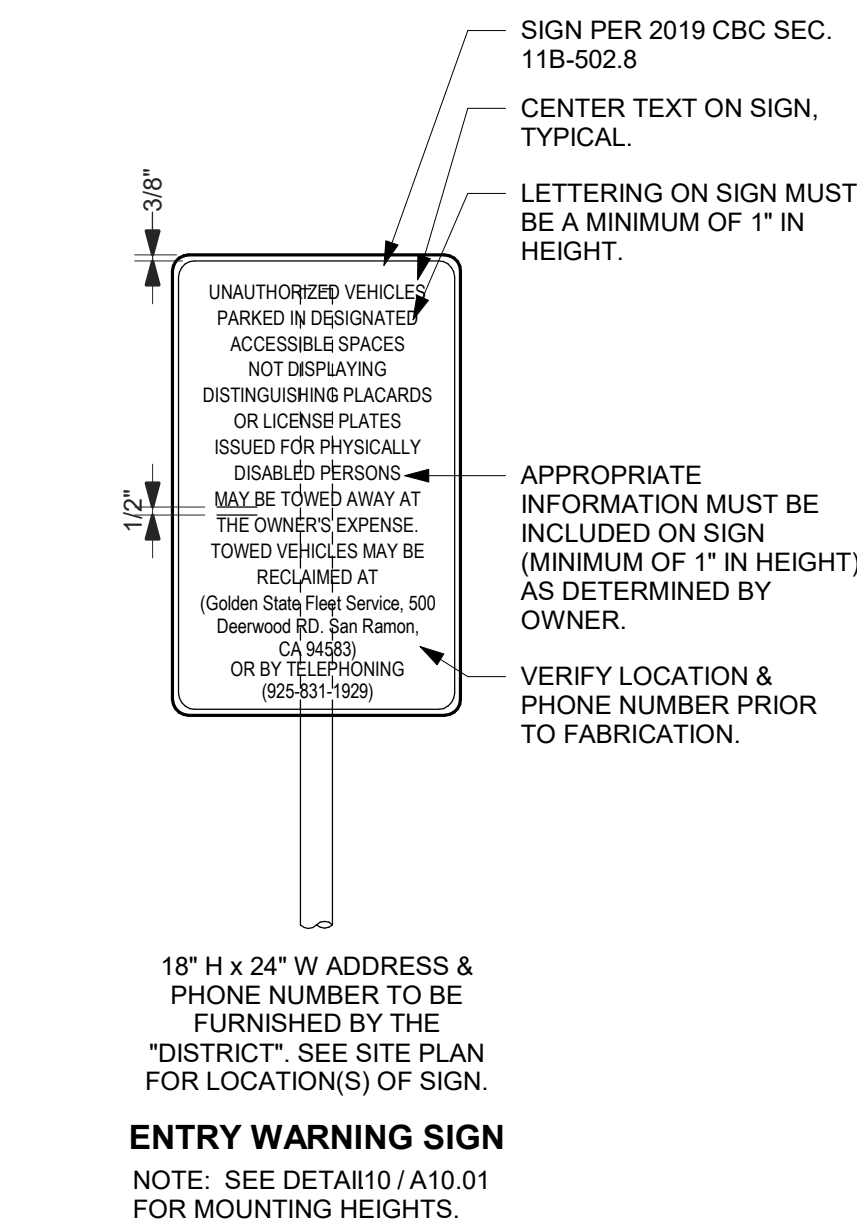 SIGN PER 2019 CBC SEC.
11B-502.8
CENTER TEXT ON SIGN,
TYPICAL.
LETTERING ON SIGN MUST
BE A MINIMUM OF 1" IN
HEIGHT.
3/8"
UNAUTHORIZED VEHICLES
PARKED IN DESIGNATED
ACCESSIBLE SPACES
NOT DISPLAYING
DISTINGUISHING PLACARDS
OR LICENSE PLATES
ISSUED FOR PHYSICALLY
DISABLED PERSONS
MAY BE TOWED AWAY AT
THE OWNER'S EXPENSE.
TOWED VEHICLES MAY BE
RECLAIMED AT
(Golden State Fleet Service, 500
Deerwood RD. San Ramon,
CA 94583)
OR BY TELEPHONING
(925-831-1929)
1/2"
APPROPRIATE
INFORMATION MUST BE
INCLUDED ON SIGN
(MINIMUM OF 1" IN HEIGHT)
AS DETERMINED BY
OWNER.
VERIFY LOCATION &
PHONE NUMBER PRIOR
TO FABRICATION.
18" H x 24" W ADDRESS &
PHONE NUMBER TO BE
FURNISHED BY THE
"DISTRICT". SEE SITE PLAN
FOR LOCATION(S) OF SIGN.
ENTRY WARNING SIGN
NOTE: SEE DETAIl10 / A10.01
FOR MOUNTING HEIGHTS.